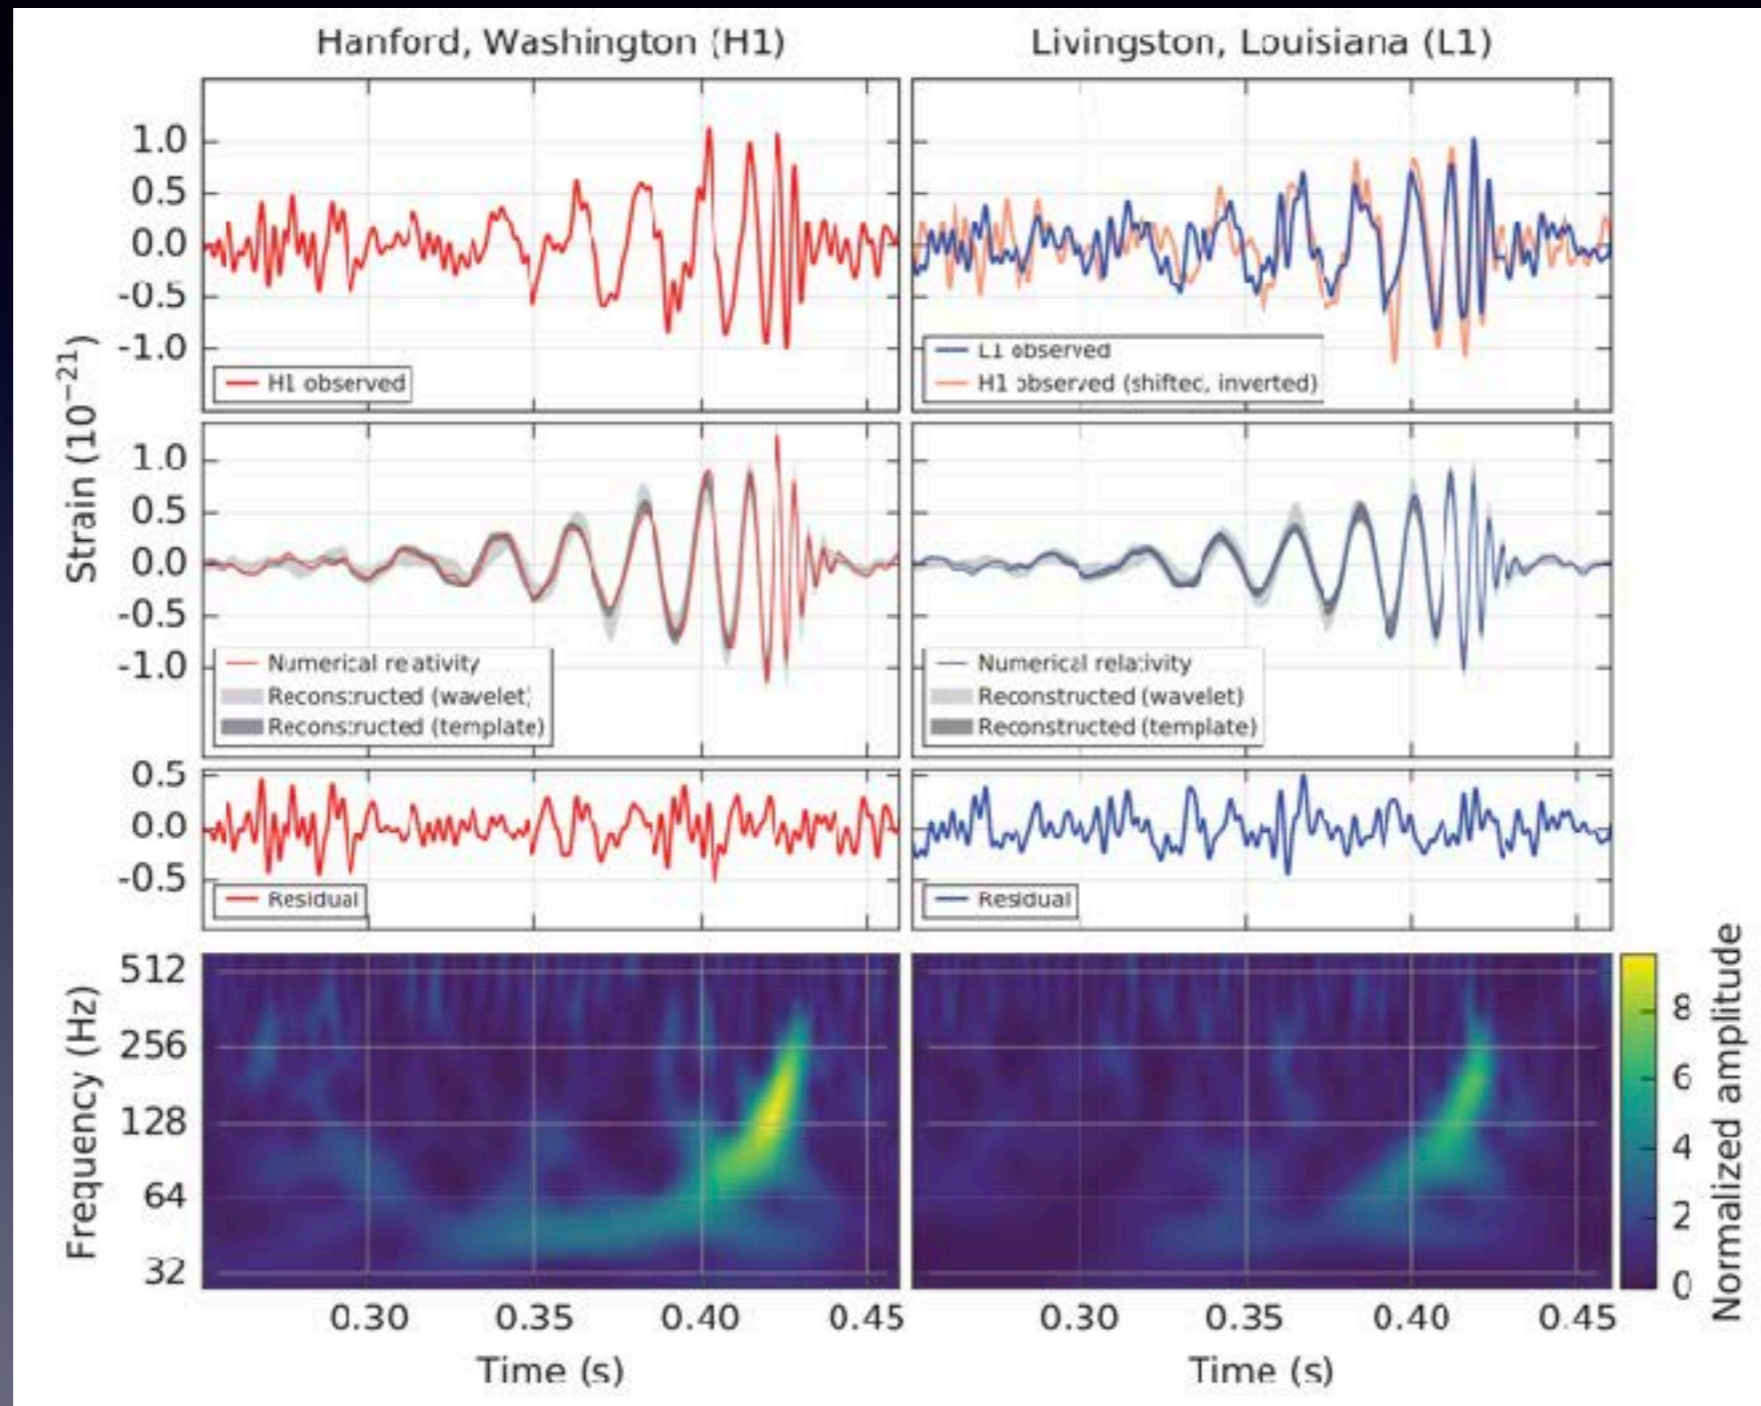 Hanford, Washington (H1)
Livingston, Louisiana (L1)
Strain (10⁻²¹)
1.0
0.5
0.0
-0.5
-1.0
H1 observed
L1 observed
H1 observed (shifted, inverted)
1.0
0.5
0.0
-0.5
-1.0
Numerical relativity
Reconstructed (wavelet)
Reconstructed (template)
Numerical relativity
Reconstructed (wavelet)
Reconstructed (template)
0.5
0.0
-0.5
Residual
Residual
Frequency (Hz)
512
256
128
64
32
0.30 0.35 0.40 0.45
Time (s)
0.30 0.35 0.40 0.45
Time (s)
8
6
4
2
0
Normalized amplitude